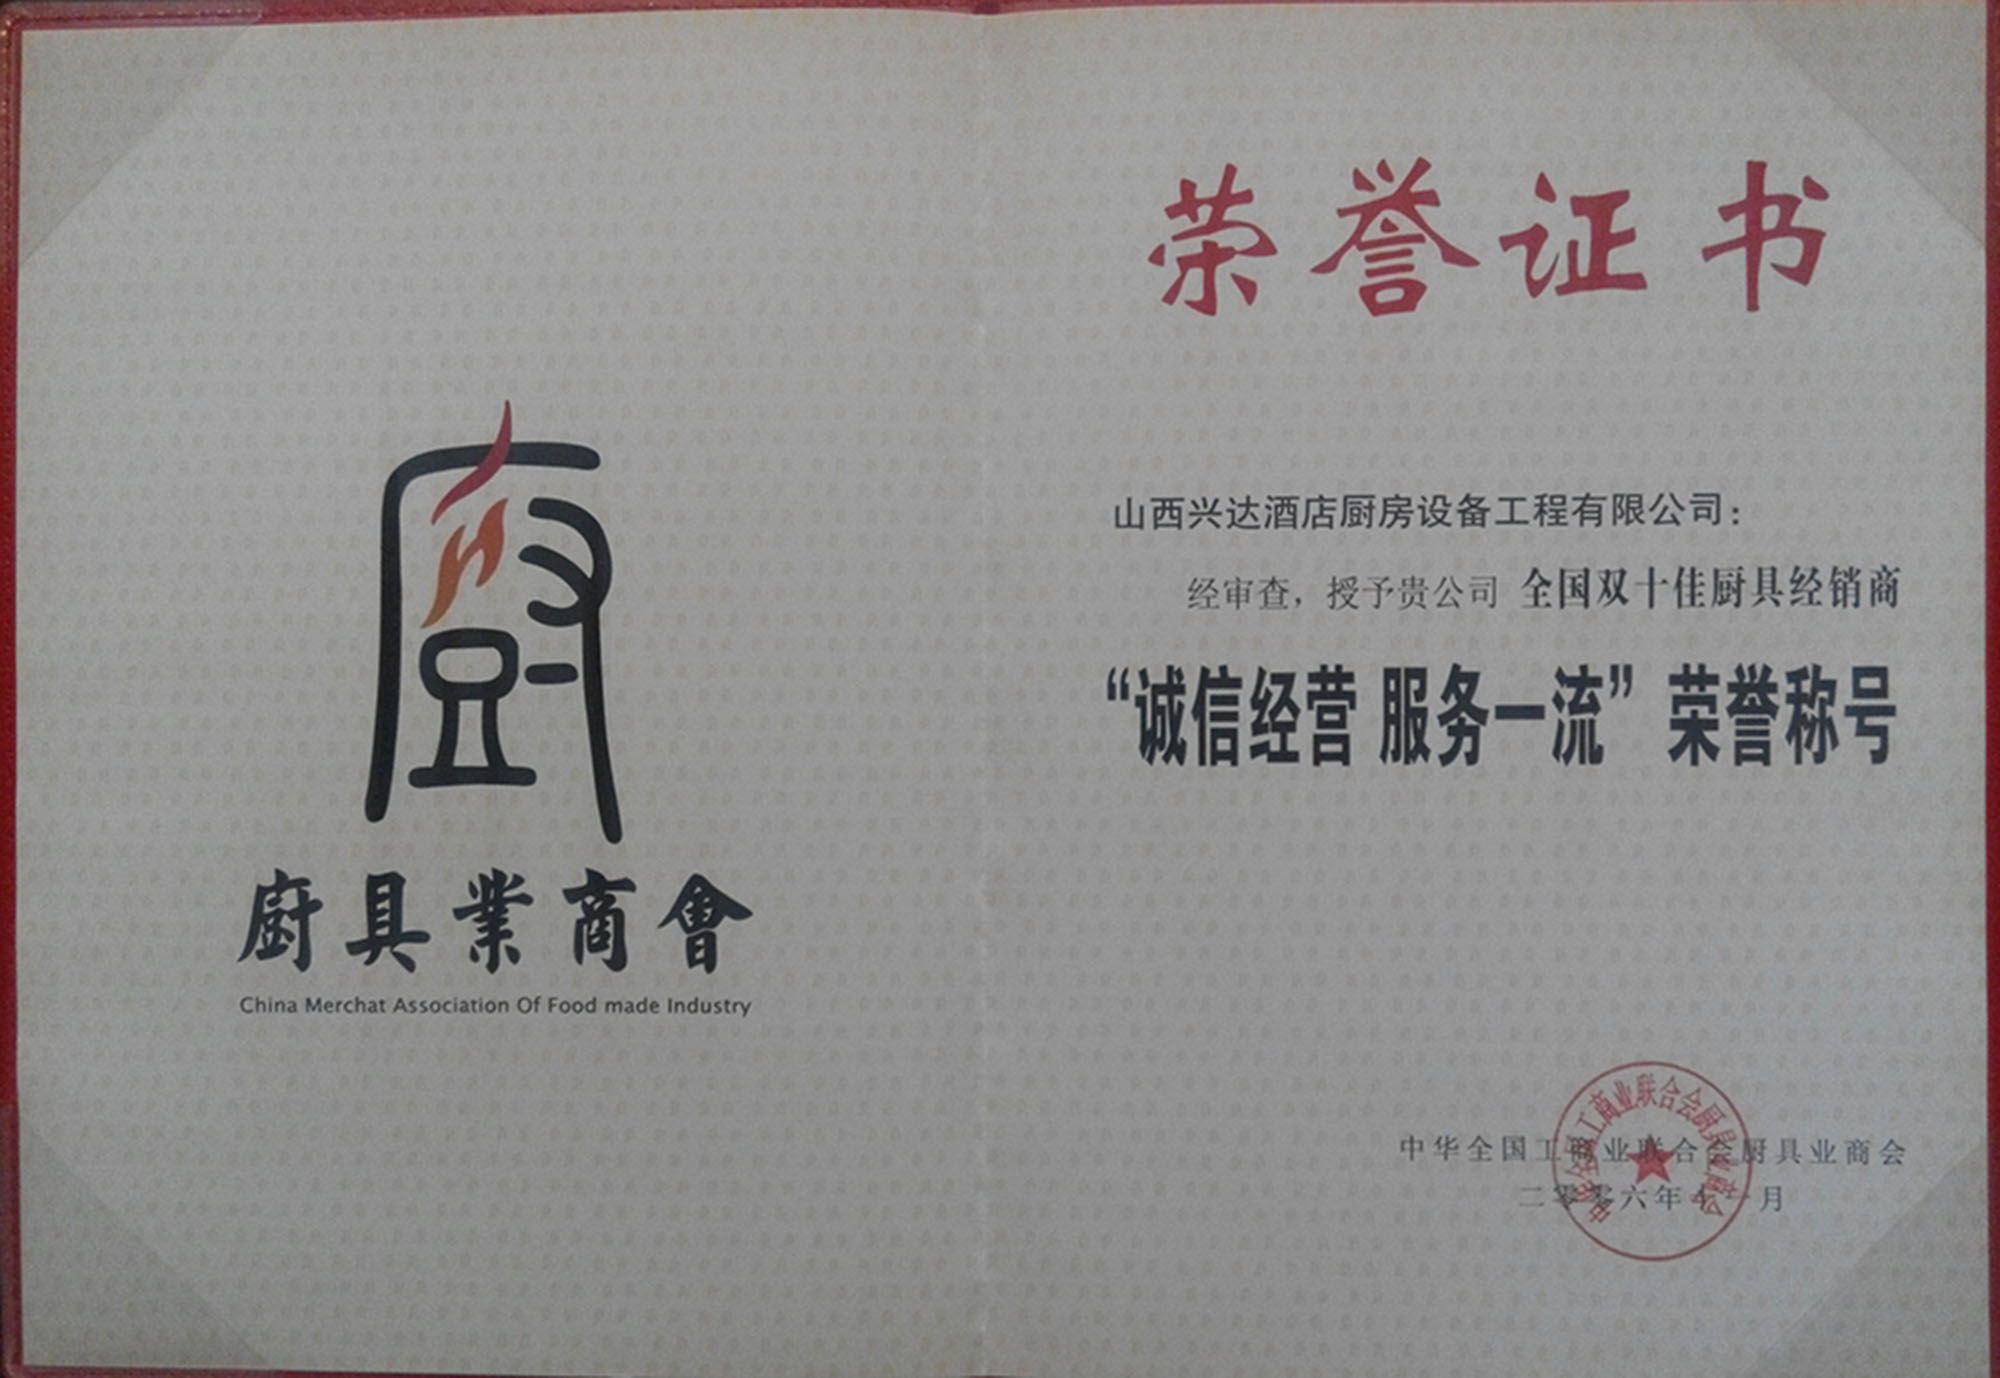 廚具業商會
China Merchat Association Of Food made Industry
荣誉证书
山西兴达酒店厨房设备工程有限公司：
经审查，授予贵公司 全国双十佳厨具经销商
“诚信经营 服务一流” 荣誉称号
中华全国工商业联合会厨具业商会
二零零六年十一月
中华全国工商业联合会厨具业商会